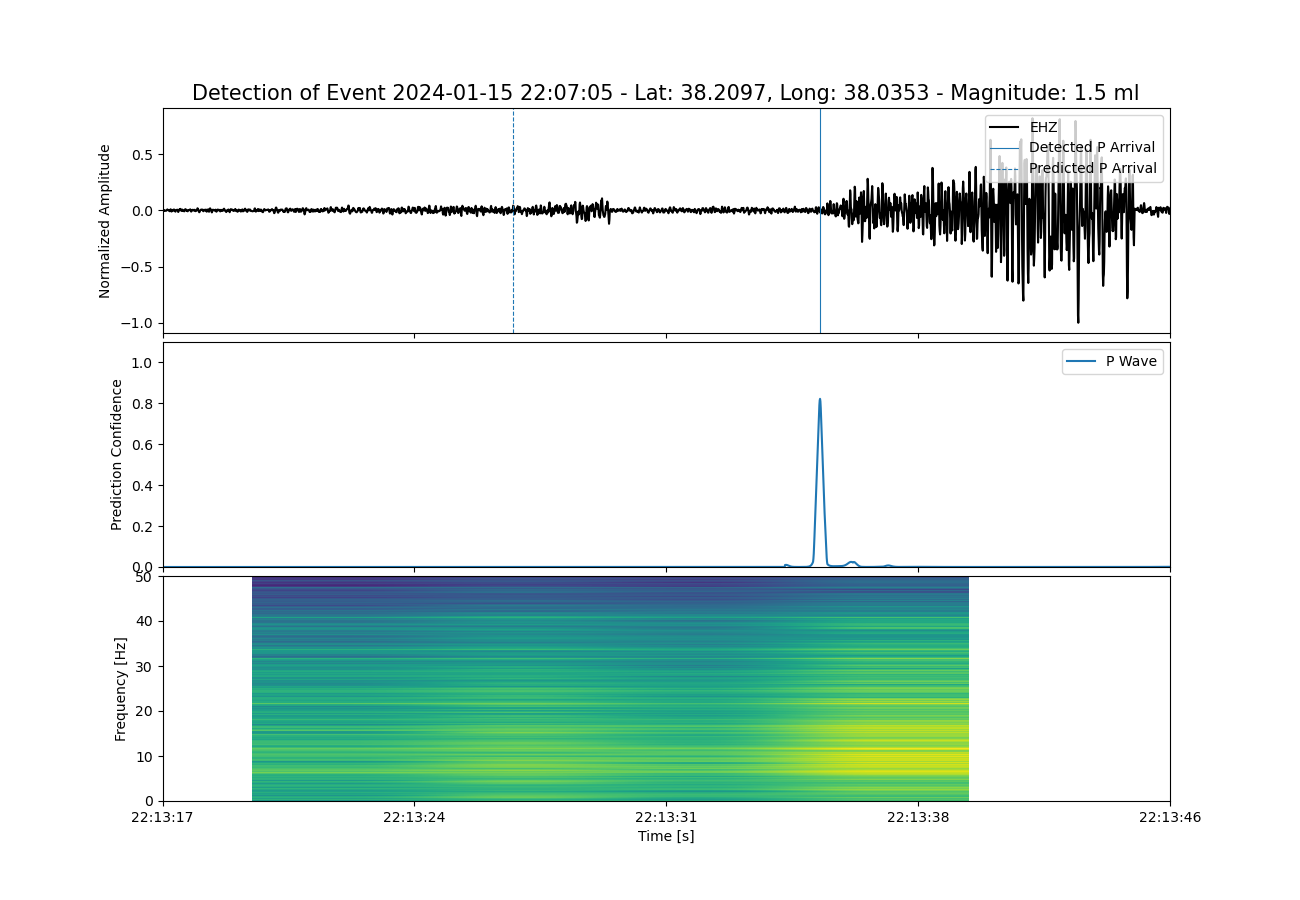 Detection of Event 2024-01-15 22:07:05 - Lat: 38.2097, Long: 38.0353 - Magnitude: 1.5 ml
Normalized Amplitude
0.5
0.0
−0.5
−1.0
EHZ
Detected P Arrival
Predicted P Arrival
Prediction Confidence
1.0
0.8
0.6
0.4
0.2
0.0
P Wave
Frequency [Hz]
50
40
30
20
10
0
22:13:17 22:13:24 22:13:31 22:13:38 22:13:46
Time [s]